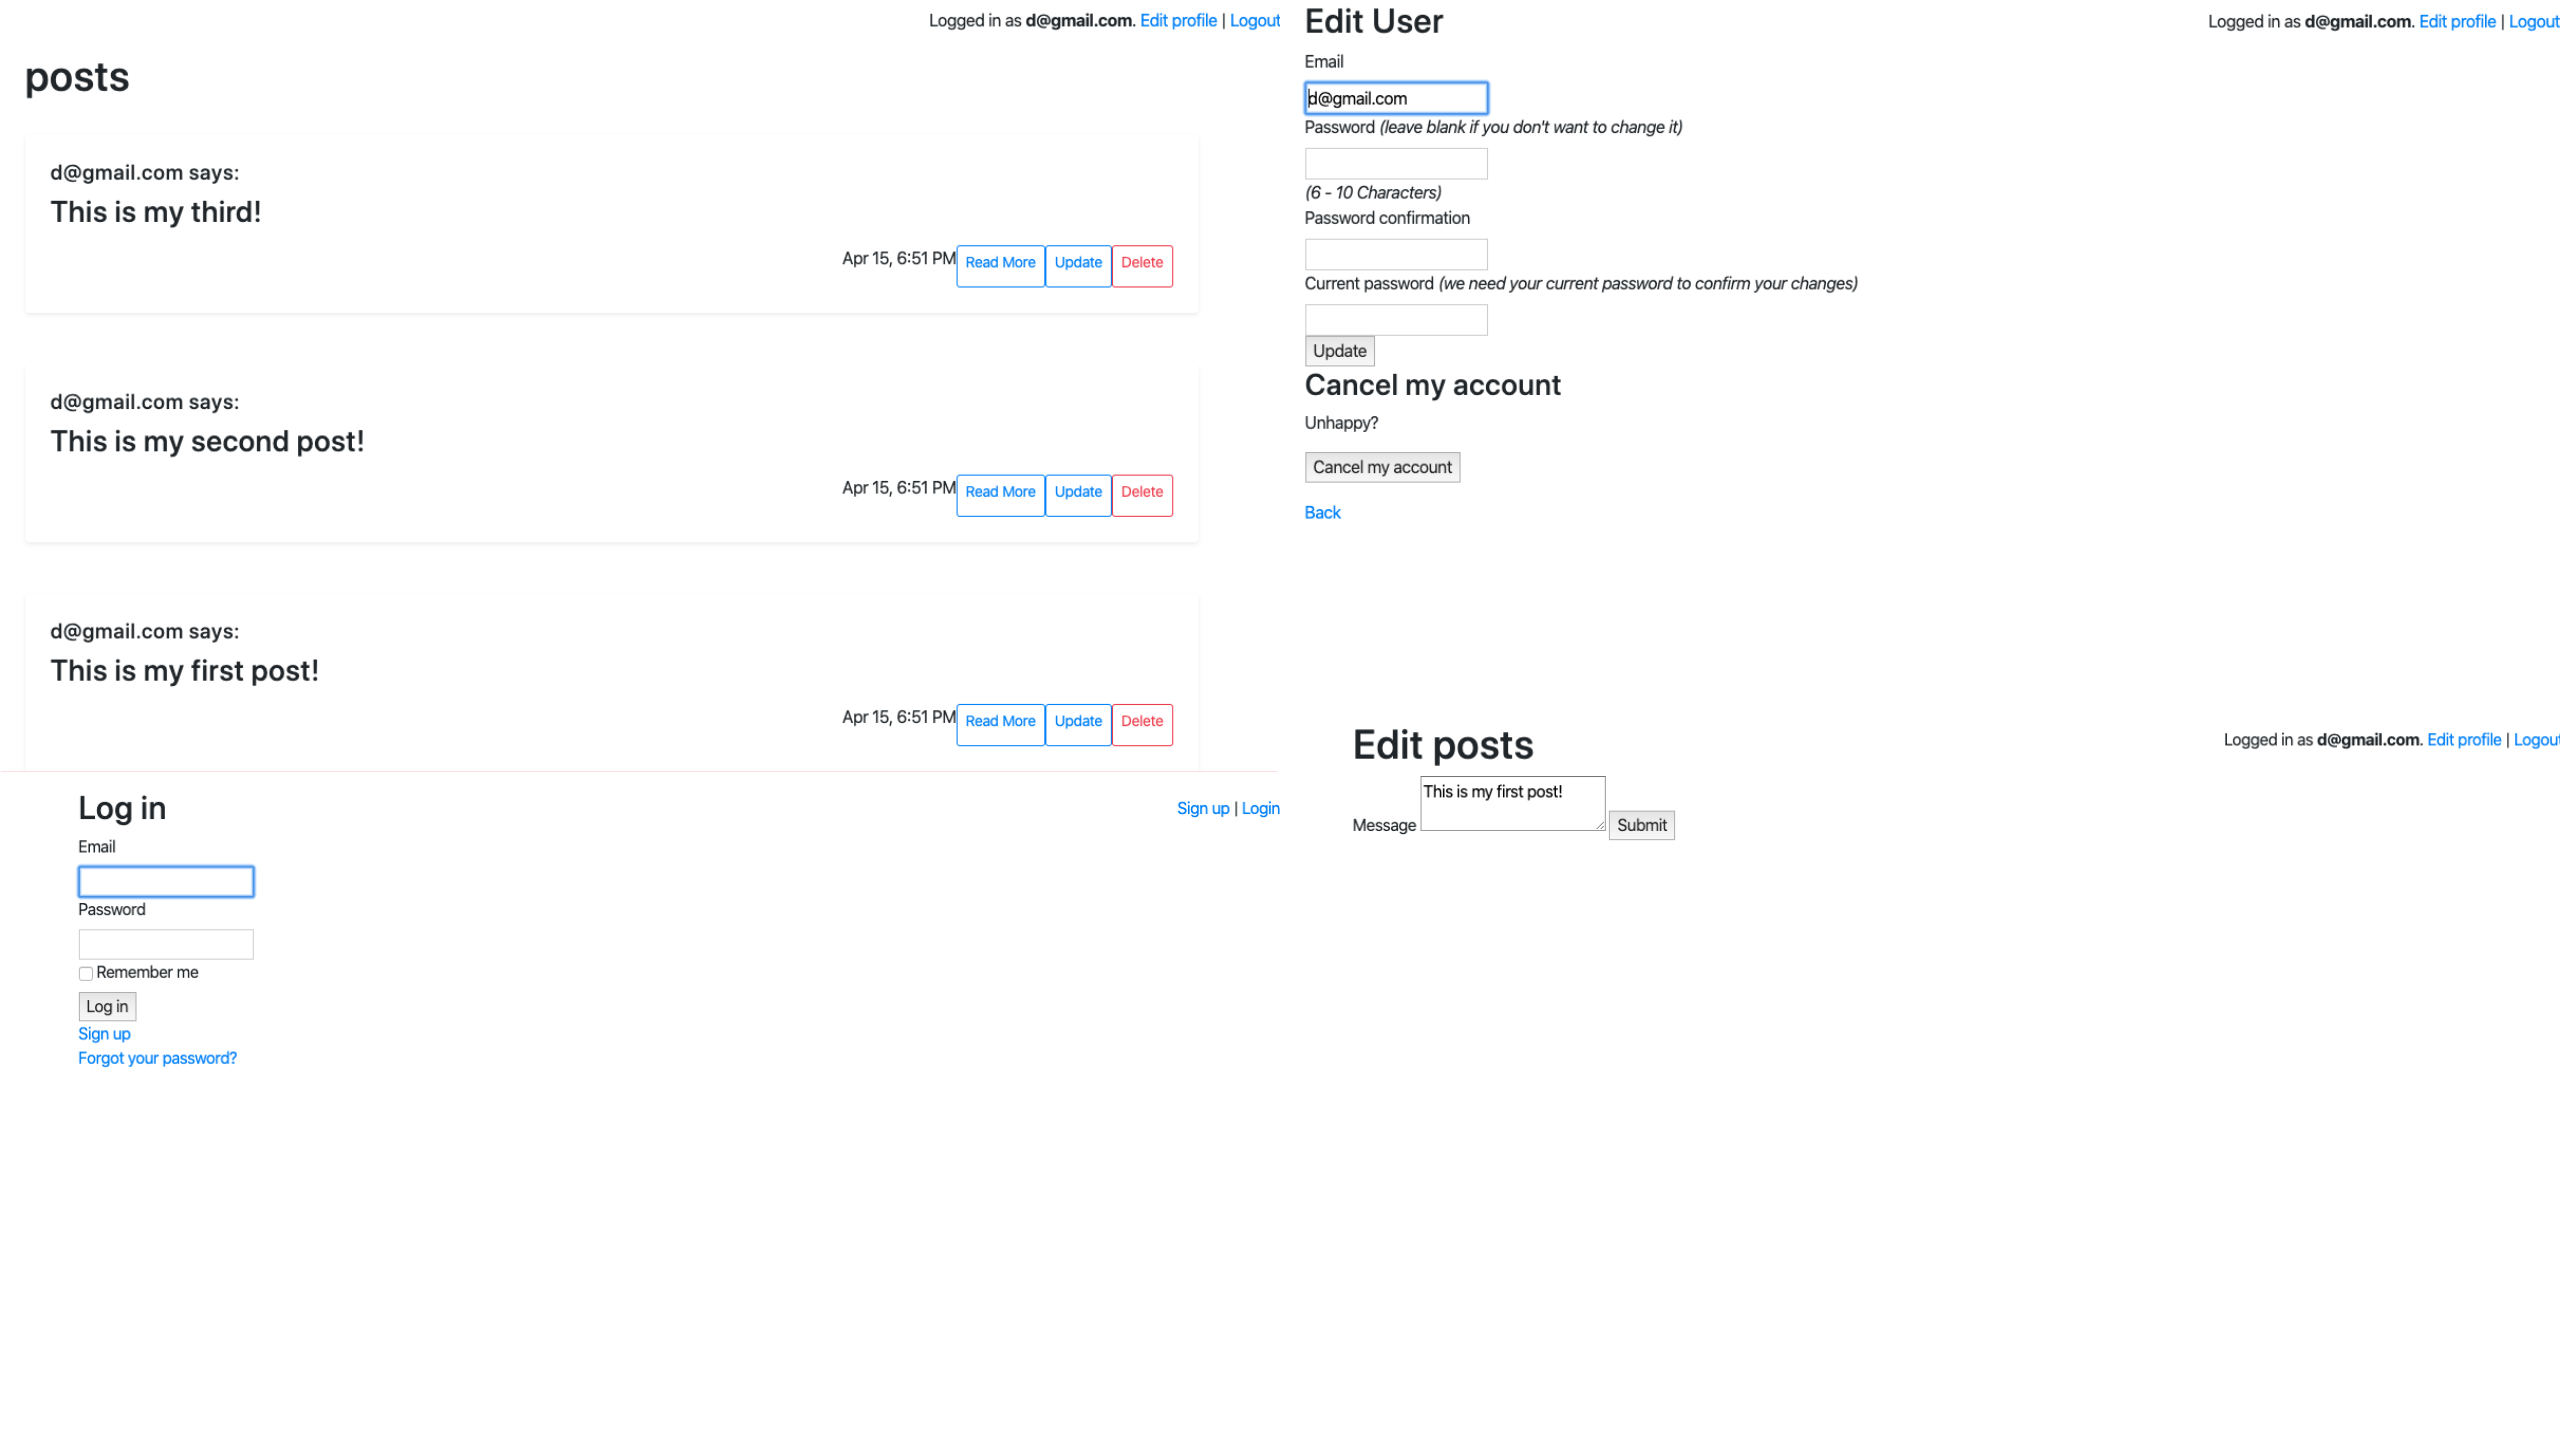 Logged in as d@gmail.com. Edit profile | Logout
posts
d@gmail.com says:
This is my third!
Apr 15, 6:51 PM Read More Update Delete
d@gmail.com says:
This is my second post!
Apr 15, 6:51 PM Read More Update Delete
d@gmail.com says:
This is my first post!
Apr 15, 6:51 PM Read More Update Delete
Edit User
Logged in as d@gmail.com. Edit profile | Logout
Email
d@gmail.com
Password (leave blank if you don't want to change it)
(6 - 10 Characters)
Password confirmation
Current password (we need your current password to confirm your changes)
Update
Cancel my account
Unhappy?
Cancel my account
Back
Log in
Sign up | Login
Email
Password
Remember me
Log in
Sign up
Forgot your password?
Edit posts
Logged in as d@gmail.com. Edit profile | Logout
This is my first post!
Message Submit